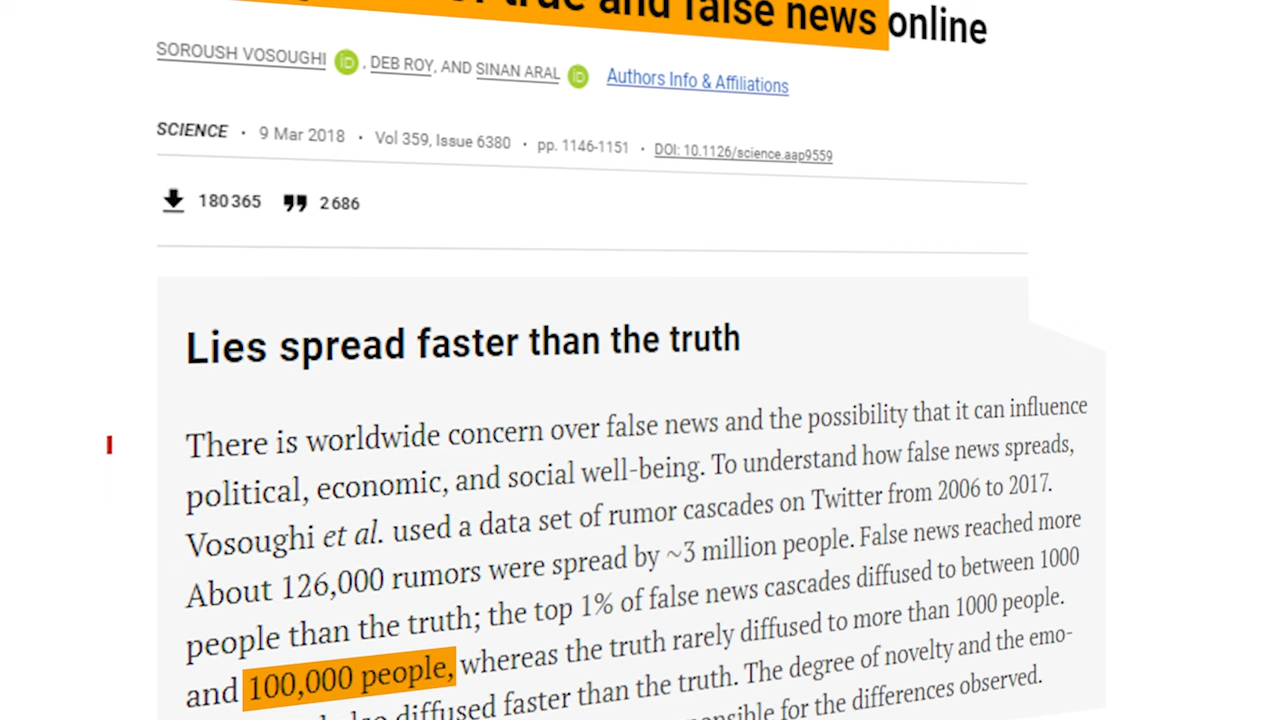 true and false news online
SOROUSH VOSOUGHI iD, DEB ROY, AND SINAN ARAL iD Authors Info & Affiliations
SCIENCE · 9 Mar 2018 · Vol 359, Issue 6380 · pp. 1146-1151 · DOI: 10.1126/science.aap9559
180 365 2 686
Lies spread faster than the truth
There is worldwide concern over false news and the possibility that it can influence
political, economic, and social well-being. To understand how false news spreads,
Vosoughi et al. used a data set of rumor cascades on Twitter from 2006 to 2017.
About 126,000 rumors were spread by ~3 million people. False news reached more
people than the truth; the top 1% of false news cascades diffused to between 1000
and 100,000 people, whereas the truth rarely diffused to more than 1000 people.
also diffused faster than the truth. The degree of novelty and the emo-
for the differences observed.